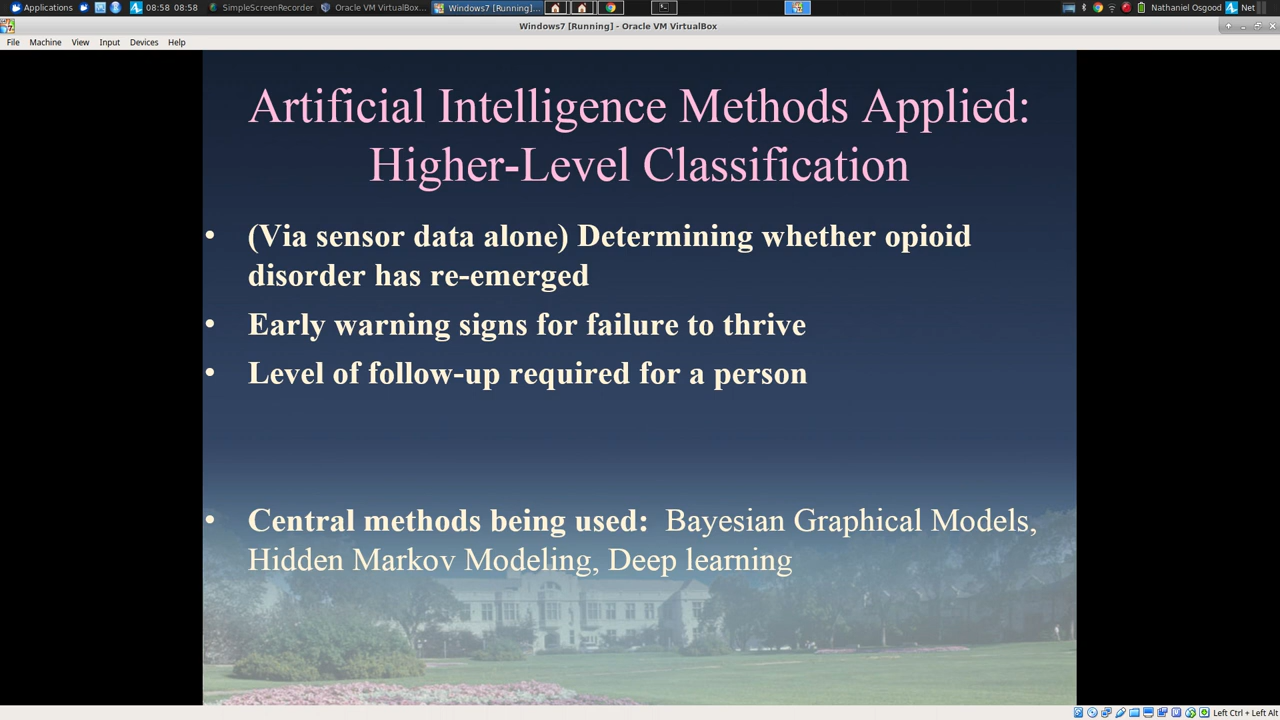 Applications
08:58 08:58
SimpleScreenRecorder
Oracle VM VirtualBox...
Windows7 [Running]...
Nathaniel Osgood
Net
Windows7 [Running] - Oracle VM VirtualBox
File Machine View Input Devices Help
Artificial Intelligence Methods Applied:
Higher-Level Classification
• (Via sensor data alone) Determining whether opioid
disorder has re-emerged
• Early warning signs for failure to thrive
• Level of follow-up required for a person
• Central methods being used: Bayesian Graphical Models,
Hidden Markov Modeling, Deep learning
Left Ctrl + Left Alt